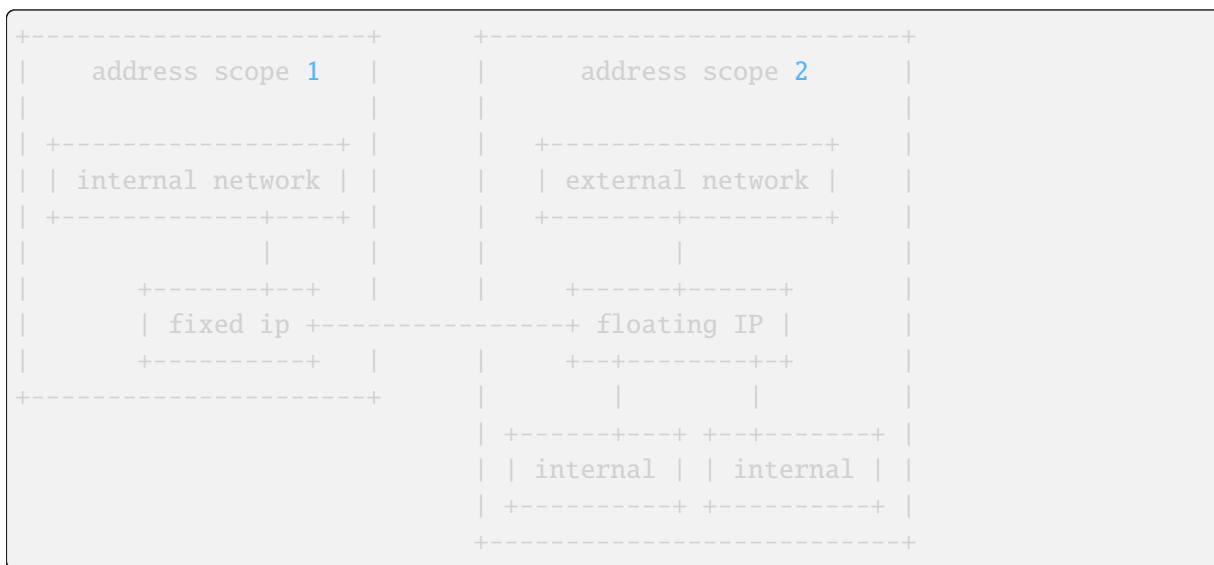 +----------------------+      +---------------------------+
|    address scope 1   |      |      address scope 2      |
|                      |      |                           |
| +------------------+ |      |   +------------------+    |
| | internal network | |      |   | external network |    |
| +-------------+----+ |      |   +--------+---------+    |
|               |      |      |            |              |
|       +-------+--+   |      |     +------+------+       |
|       | fixed ip +----------------+ floating IP |       |
|       +----------+   |      |     +--+--------+-+       |
+----------------------+      |        |        |         |
                              | +------+---+ +--+-------+ |
                              | | internal | | internal | |
                              | +----------+ +----------+ |
                              +---------------------------+